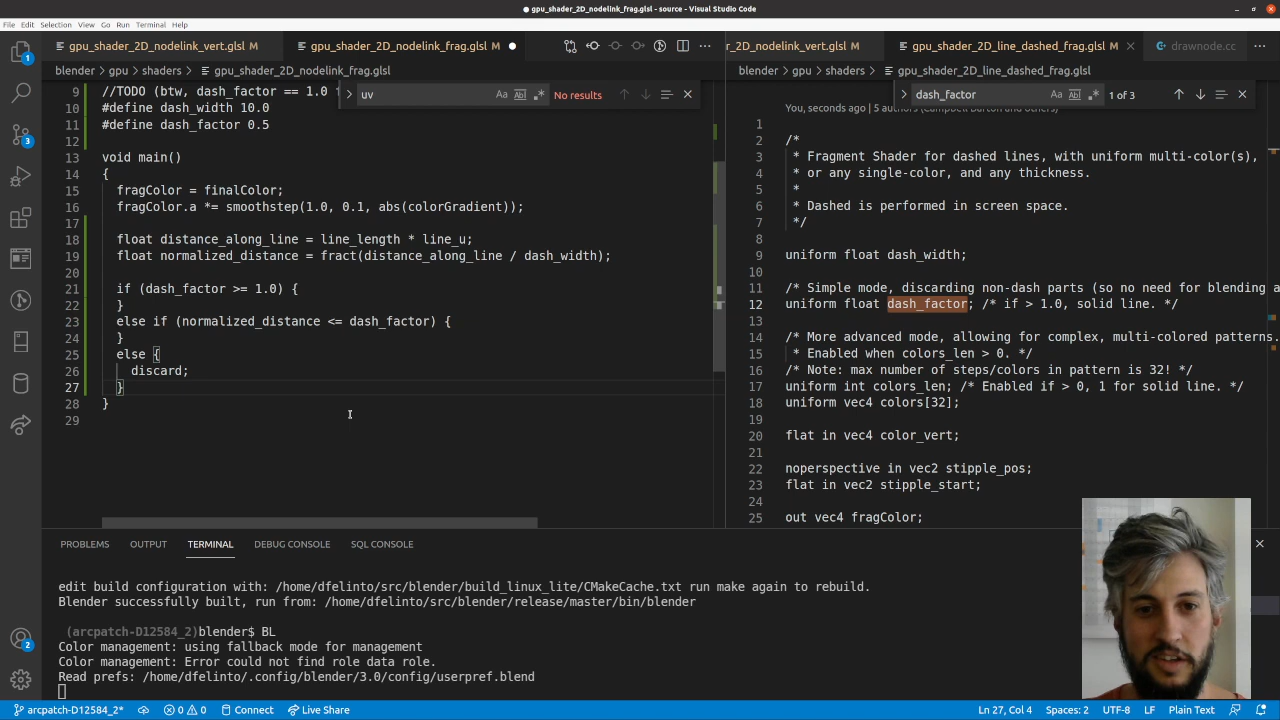 gpu_shader_2D_nodelink_frag.glsl - source - Visual Studio Code
File Edit Selection View Go Run Terminal Help
gpu_shader_2D_nodelink_vert.glsl M
gpu_shader_2D_nodelink_frag.glsl M
r_2D_nodelink_vert.glsl M
gpu_shader_2D_line_dashed_frag.glsl M
drawnode.cc
blender > gpu > shaders > gpu_shader_2D_nodelink_frag.glsl
blender > gpu > shaders > gpu_shader_2D_line_dashed_frag.glsl
uv
Aa Abl .*
No results
dash_factor
Aa Abl .*
1 of 3
9 //TODO (btw, dash_factor == 1.0
10 #define dash_width 10.0
11 #define dash_factor 0.5
12
13 void main()
14 {
15 fragColor = finalColor;
16 fragColor.a *= smoothstep(1.0, 0.1, abs(colorGradient));
17
18 float distance_along_line = line_length * line_u;
19 float normalized_distance = fract(distance_along_line / dash_width);
20
21 if (dash_factor >= 1.0) {
22 }
23 else if (normalized_distance <= dash_factor) {
24 }
25 else {
26 discard;
27 }
28 }
29
You, seconds ago | 5 authors (Campbell Barton and others)
1
2 /*
3 * Fragment Shader for dashed lines, with uniform multi-color(s),
4 * or any single-color, and any thickness.
5 *
6 * Dashed is performed in screen space.
7 */
8
9 uniform float dash_width;
10
11 /* Simple mode, discarding non-dash parts (so no need for blending a
12 uniform float dash_factor; /* if > 1.0, solid line. */
13
14 /* More advanced mode, allowing for complex, multi-colored patterns.
15 * Enabled when colors_len > 0. */
16 /* Note: max number of steps/colors in pattern is 32! */
17 uniform int colors_len; /* Enabled if > 0, 1 for solid line. */
18 uniform vec4 colors[32];
19
20 flat in vec4 color_vert;
21
22 noperspective in vec2 stipple_pos;
23 flat in vec2 stipple_start;
24
25 out vec4 fragColor;
PROBLEMS OUTPUT TERMINAL DEBUG CONSOLE SQL CONSOLE
edit build configuration with: /home/dfelinto/src/blender/build_linux_lite/CMakeCache.txt run make again to rebuild.
Blender successfully built, run from: /home/dfelinto/src/blender/release/master/bin/blender
(arcpatch-D12584_2)blender$ BL
Color management: using fallback mode for management
Color management: Error could not find role data role.
Read prefs: /home/dfelinto/.config/blender/3.0/config/userpref.blend
1
3
2
arcpatch-D12584_2* 0 0 Connect Live Share
Ln 27, Col 4 Spaces: 2 UTF-8 LF Plain Text